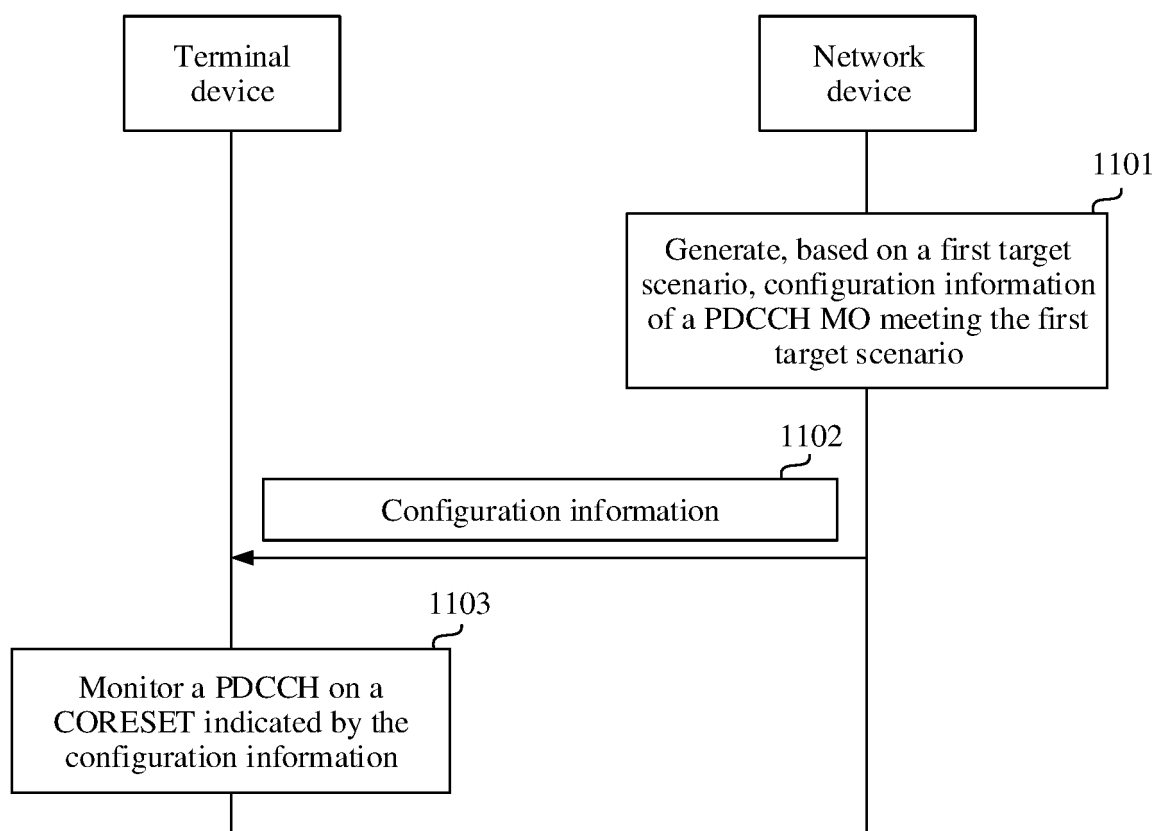 Terminal
device
Network
device
1101
Generate, based on a first target
scenario, configuration information
of a PDCCH MO meeting the first
target scenario
1102
Configuration information
1103
Monitor a PDCCH on a
CORESET indicated by the
configuration information